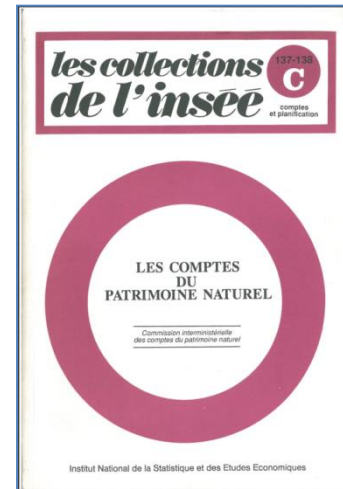 les collections
de l'inséé
137-138
C
comptes
et planification
LES COMPTES
DU
PATRIMOINE NATUREL
Commission interministérielle
des comptes du patrimoine naturel
Institut National de la Statistique et des Etudes Economiques